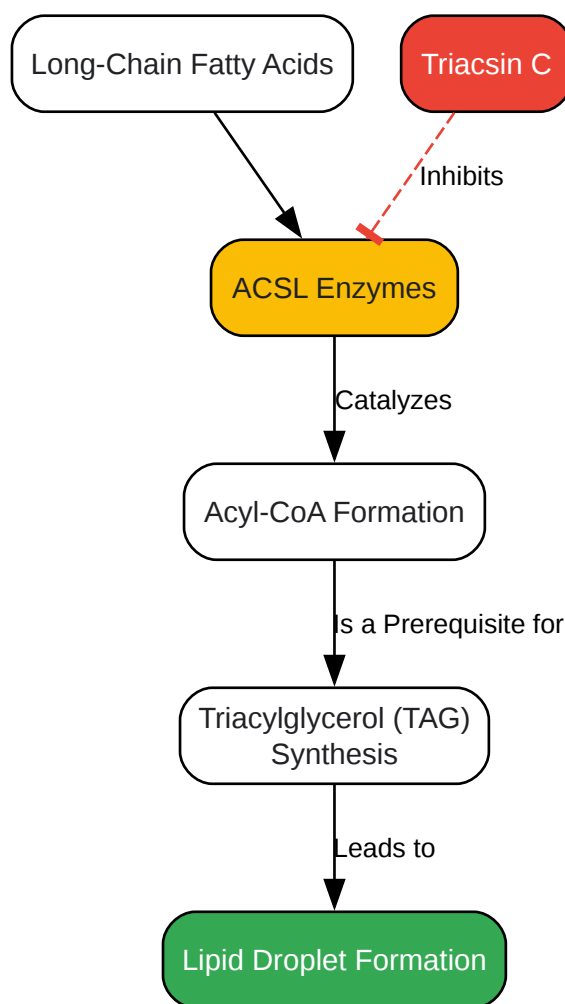 Long-Chain Fatty Acids
Triacsin C
Inhibits
ACSL Enzymes
Catalyzes
Acyl-CoA Formation
Is a Prerequisite for
Triacylglycerol (TAG)
Synthesis
Leads to
Lipid Droplet Formation